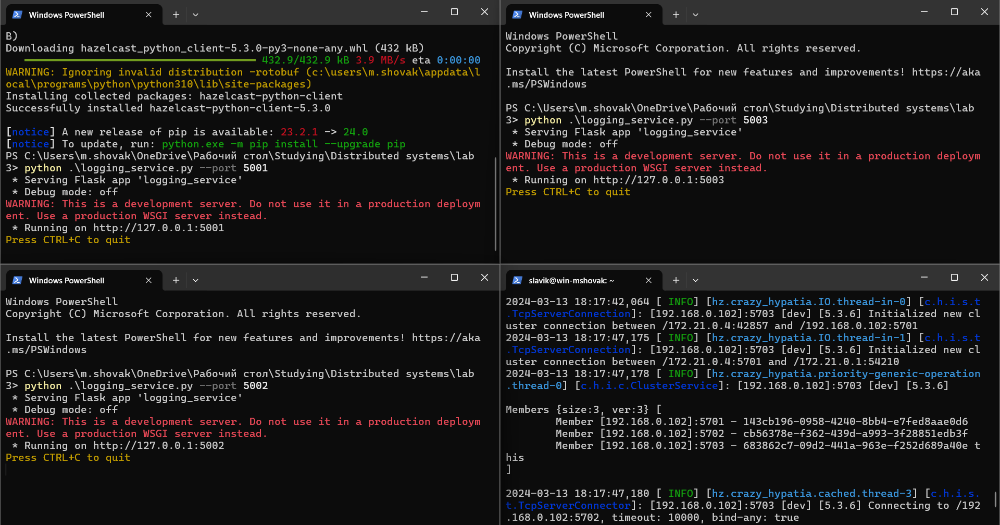 Windows PowerShell
B)
Downloading hazelcast_python_client-5.3.0-py3-none-any.whl (432 kB)
432.9/432.9 kB 3.9 MB/s eta 0:00:00
WARNING: Ignoring invalid distribution -rotobuf (c:\users\m.shovak\appdata\l
ocal\programs\python\python310\lib\site-packages)
Installing collected packages: hazelcast-python-client
Successfully installed hazelcast-python-client-5.3.0
[notice] A new release of pip is available: 23.2.1 -> 24.0
[notice] To update, run: python.exe -m pip install --upgrade pip
PS C:\Users\m.shovak\OneDrive\Рабочий стол\Studying\Distributed systems\lab
3> python .\logging_service.py --port 5001
* Serving Flask app 'logging_service'
* Debug mode: off
WARNING: This is a development server. Do not use it in a production deploym
ent. Use a production WSGI server instead.
* Running on http://127.0.0.1:5001
Press CTRL+C to quit
Windows PowerShell
Windows PowerShell
Copyright (C) Microsoft Corporation. All rights reserved.
Install the latest PowerShell for new features and improvements! https://aka
.ms/PSWindows
PS C:\Users\m.shovak\OneDrive\Рабочий стол\Studying\Distributed systems\lab
3> python .\logging_service.py --port 5003
* Serving Flask app 'logging_service'
* Debug mode: off
WARNING: This is a development server. Do not use it in a production deploym
ent. Use a production WSGI server instead.
* Running on http://127.0.0.1:5003
Press CTRL+C to quit
Windows PowerShell
Windows PowerShell
Copyright (C) Microsoft Corporation. All rights reserved.
Install the latest PowerShell for new features and improvements! https://aka
.ms/PSWindows
PS C:\Users\m.shovak\OneDrive\Рабочий стол\Studying\Distributed systems\lab
3> python .\logging_service.py --port 5002
* Serving Flask app 'logging_service'
* Debug mode: off
WARNING: This is a development server. Do not use it in a production deploym
ent. Use a production WSGI server instead.
* Running on http://127.0.0.1:5002
Press CTRL+C to quit
slavik@win-mshovak: ~
2024-03-13 18:17:42,064 [ INFO] [hz.crazy_hypatia.IO.thread-in-0] [c.h.i.s.t
.TcpServerConnection]: [192.168.0.102]:5703 [dev] [5.3.6] Initialized new cl
uster connection between /172.21.0.4:42857 and /192.168.0.102:5701
2024-03-13 18:17:47,175 [ INFO] [hz.crazy_hypatia.IO.thread-in-1] [c.h.i.s.t
.TcpServerConnection]: [192.168.0.102]:5703 [dev] [5.3.6] Initialized new cl
uster connection between /172.21.0.4:5701 and /172.21.0.1:54210
2024-03-13 18:17:47,178 [ INFO] [hz.crazy_hypatia.priority-generic-operation
.thread-0] [c.h.i.c.ClusterService]: [192.168.0.102]:5703 [dev] [5.3.6]
Members {size:3, ver:3} [
Member [192.168.0.102]:5701 - 143cb196-0958-4240-8bb4-e7fed8aae0d6
Member [192.168.0.102]:5702 - cb56378e-f362-439d-a993-3f28851edb3f
Member [192.168.0.102]:5703 - 683862c7-09d2-441a-963e-f252d689a40e t
his
]
2024-03-13 18:17:47,180 [ INFO] [hz.crazy_hypatia.cached.thread-3] [c.h.i.s.
t.TcpServerConnector]: [192.168.0.102]:5703 [dev] [5.3.6] Connecting to /192
.168.0.102:5702, timeout: 10000, bind-any: true